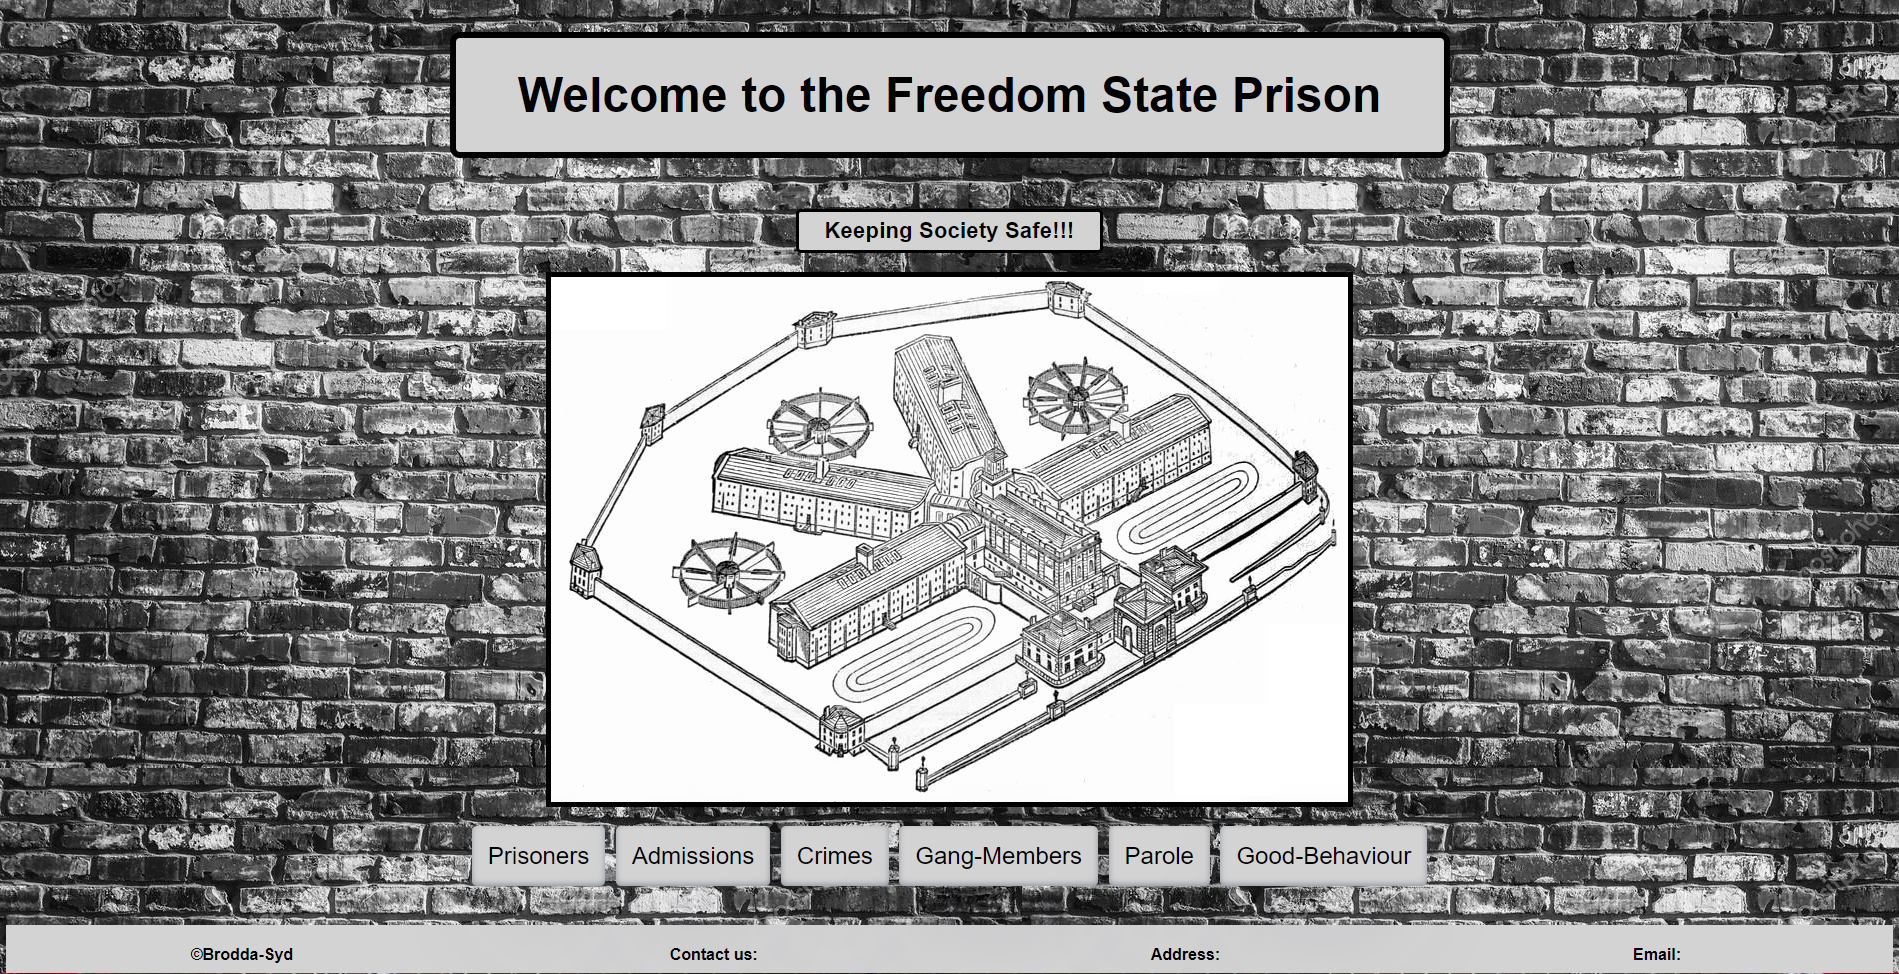 Welcome to the Freedom State Prison
Keeping Society Safe!!!
Prisoners
Admissions
Crimes
Gang-Members
Parole
Good-Behaviour
©Brodda-Syd
Contact us:
Address:
Email: